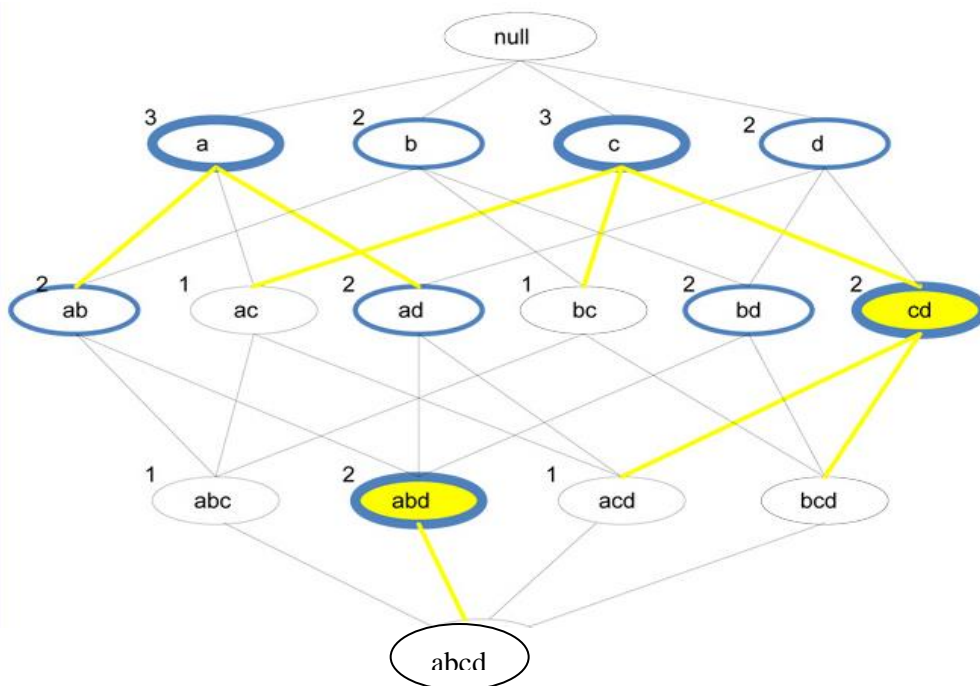 null
3 2 3 2
a b c d
2 1 2 1 2 2
ab ac ad bc bd cd
1 2 1
abc abd acd bcd
abcd